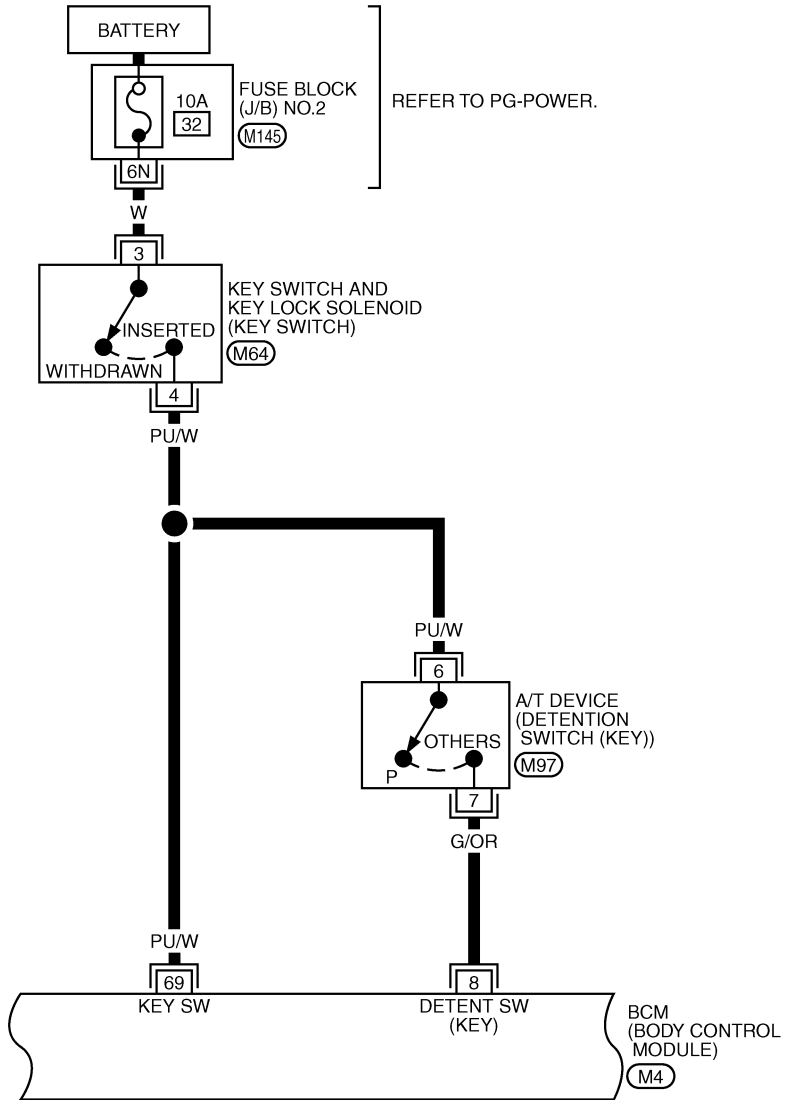 BATTERY
FUSE BLOCK
(J/B) NO.2
10A
32
M145
REFER TO PG-POWER.
6N
W
3
KEY SWITCH AND
KEY LOCK SOLENOID
(KEY SWITCH)
M64
INSERTED
WITHDRAWN
4
PU/W
PU/W
6
A/T DEVICE
(DETENTION
SWITCH (KEY))
M97
OTHERS
P
7
G/OR
PU/W
69
8
KEY SW
DETENT SW
(KEY)
BCM
(BODY CONTROL
MODULE)
M4